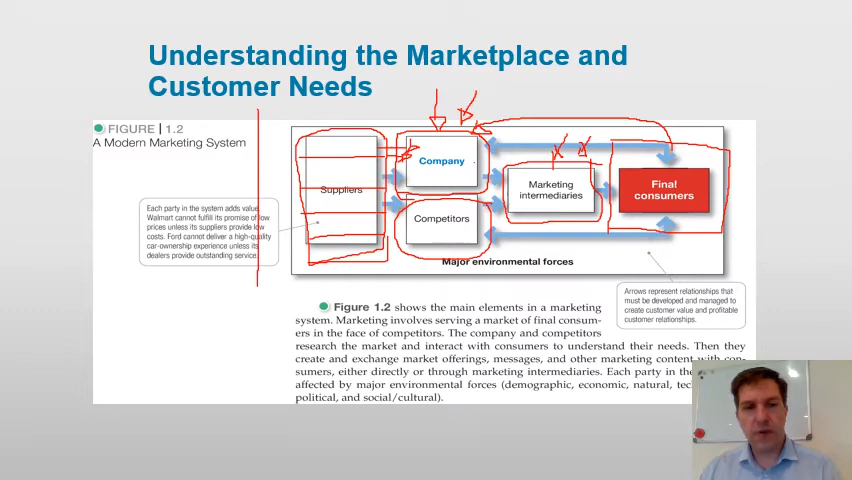 Understanding the Marketplace and
Customer Needs
FIGURE | 1.2
A Modern Marketing System
Each party in the system adds value.
Walmart cannot fulfill its promise of low
prices unless its suppliers provide low
costs. Ford cannot deliver a high-quality
car-ownership experience unless its
dealers provide outstanding service.
Suppliers
Company
Competitors
Marketing
intermediaries
Final
consumers
Major environmental forces
Arrows represent relationships that
must be developed and managed to
create customer value and profitable
customer relationships.
Figure 1.2 shows the main elements in a marketing
system. Marketing involves serving a market of final consum-
ers in the face of competitors. The company and competitors
research the market and interact with consumers to understand their needs. Then they
create and exchange market offerings, messages, and other marketing content with con-
sumers, either directly or through marketing intermediaries. Each party in the
affected by major environmental forces (demographic, economic, natural,
political, and social/cultural).